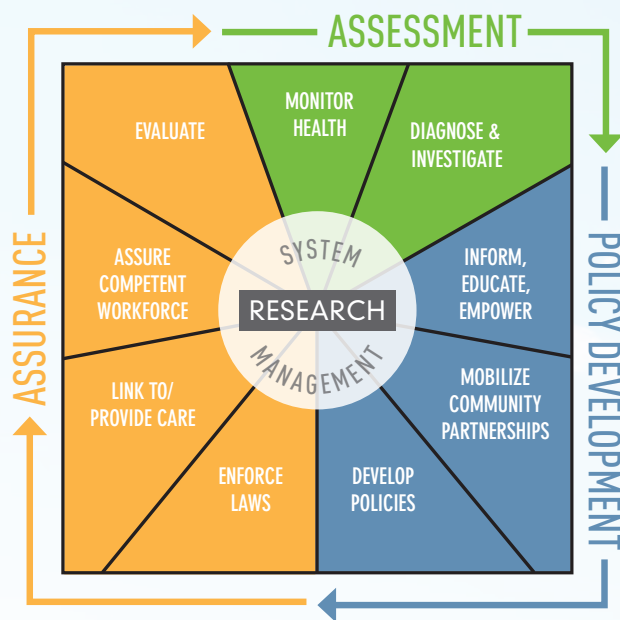 ASSESSMENT
MONITOR
HEALTH
DIAGNOSE &
INVESTIGATE
INFORM,
EDUCATE,
EMPOWER
MOBILIZE
COMMUNITY
PARTNERSHIPS
DEVELOP
POLICIES
ENFORCE
LAWS
LINK TO/
PROVIDE CARE
ASSURE
COMPETENT
WORKFORCE
EVALUATE
SYSTEM
RESEARCH
MANAGEMENT
POLICY DEVELOPMENT
ASSURANCE